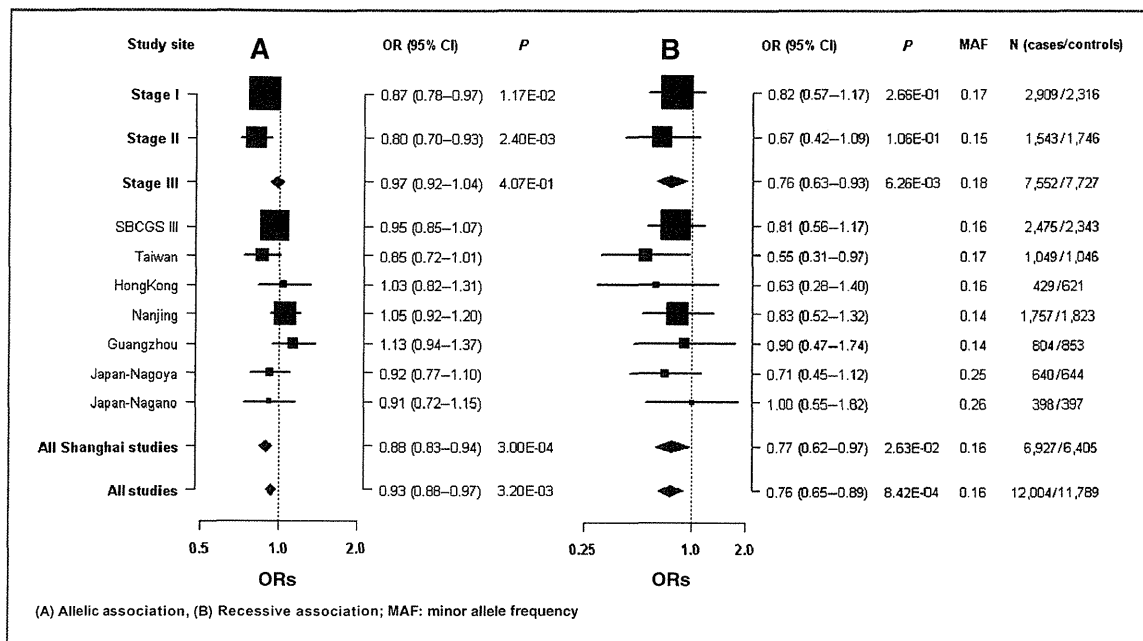 Study site A OR (95% CI) P B OR (95% CI) P MAF N (cases/controls)
Stage I 0.87 (0.78–0.97) 1.17E-02 0.82 (0.57–1.17) 2.66E-01 0.17 2,909/2,316
Stage II 0.80 (0.70–0.93) 2.40E-03 0.67 (0.42–1.09) 1.06E-01 0.15 1,543/1,746
Stage III 0.97 (0.92–1.04) 4.07E-01 0.76 (0.63–0.93) 6.26E-03 0.18 7,552/7,727
SBCGS III 0.95 (0.85–1.07) 0.81 (0.56–1.17) 0.16 2,475/2,343
Taiwan 0.85 (0.72–1.01) 0.55 (0.31–0.97) 0.17 1,049/1,046
HongKong 1.03 (0.82–1.31) 0.63 (0.28–1.40) 0.16 429/621
Nanjing 1.05 (0.92–1.20) 0.83 (0.52–1.32) 0.14 1,757/1,823
Guangzhou 1.13 (0.94–1.37) 0.90 (0.47–1.74) 0.14 804/853
Japan-Nagoya 0.92 (0.77–1.10) 0.71 (0.45–1.12) 0.25 640/644
Japan-Nagano 0.91 (0.72–1.15) 1.00 (0.55–1.82) 0.26 398/397
All Shanghai studies 0.88 (0.83–0.94) 3.00E-04 0.77 (0.62–0.97) 2.63E-02 0.16 6,927/6,405
All studies 0.93 (0.88–0.97) 3.20E-03 0.76 (0.65–0.89) 8.42E-04 0.16 12,004/11,789
0.5 1.0 2.0 0.25 1.0 2.0
ORs ORs
(A) Allelic association, (B) Recessive association; MAF: minor allele frequency